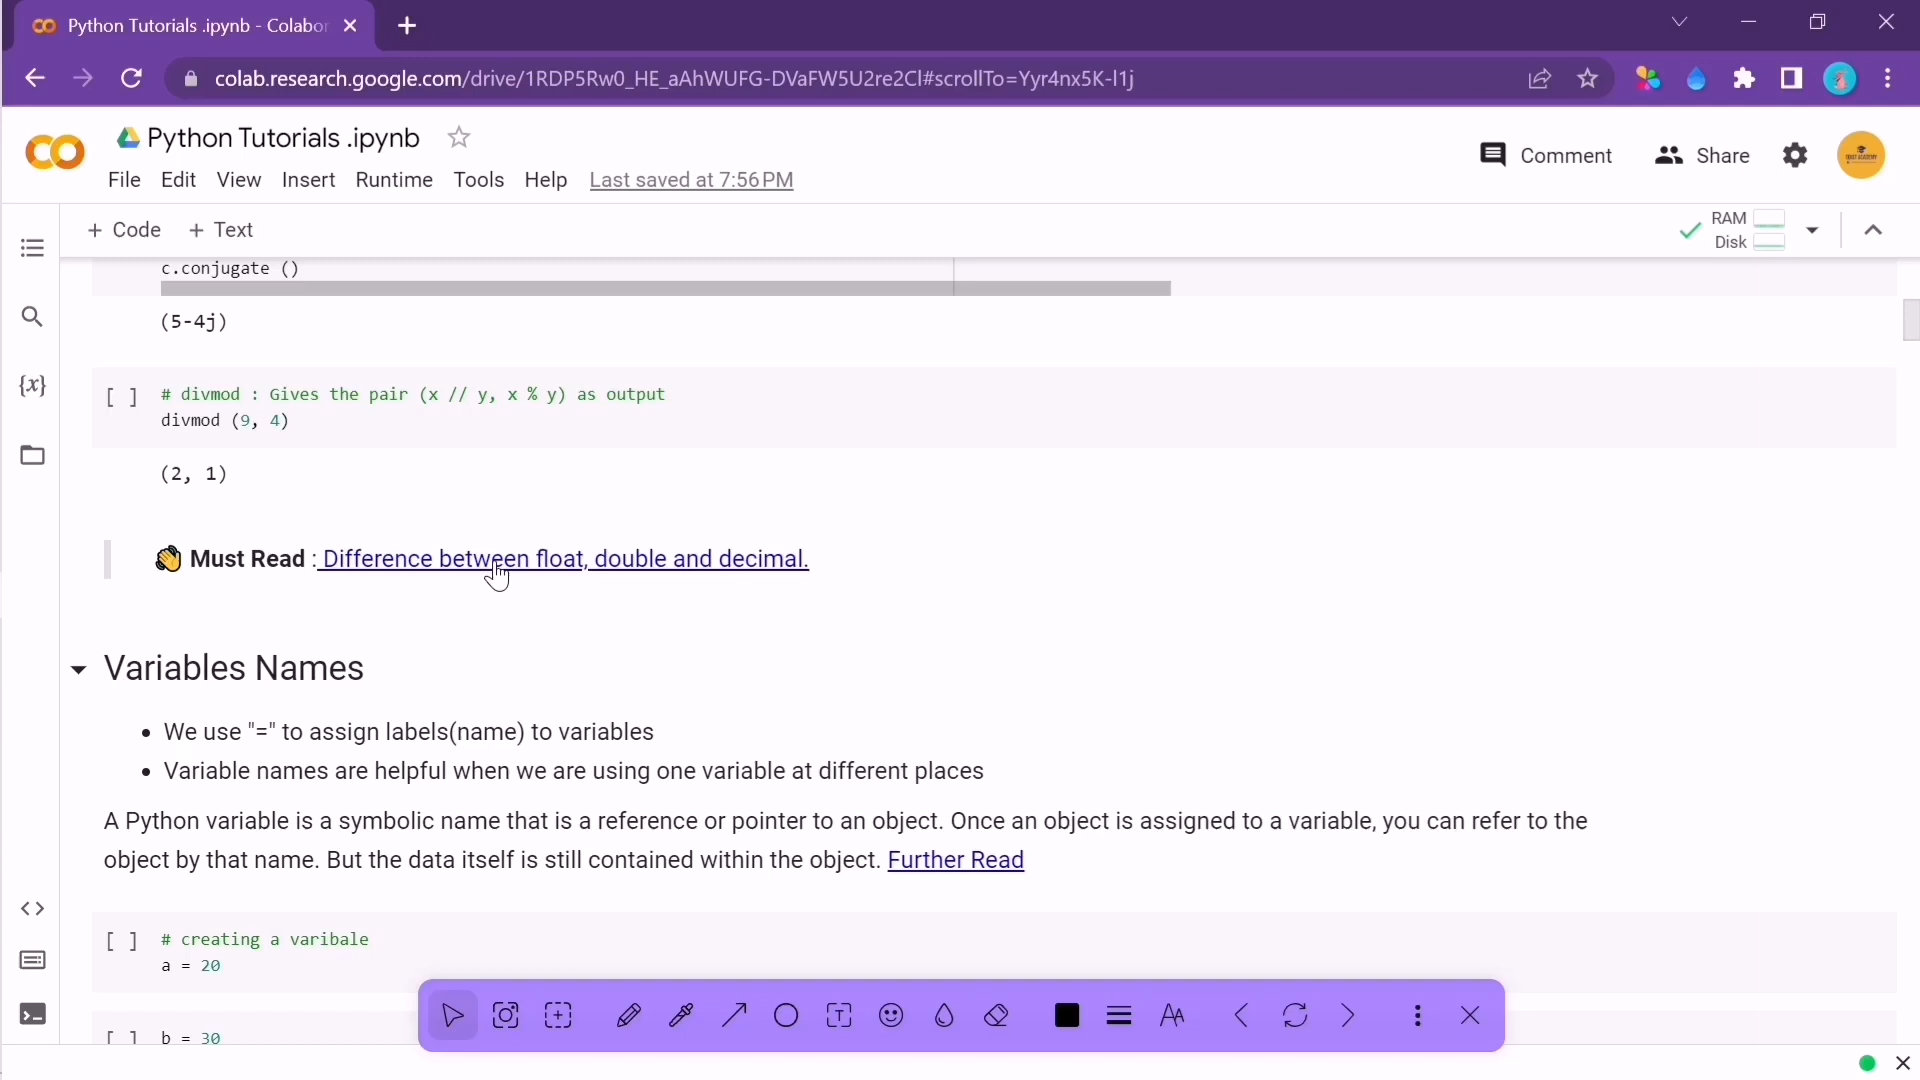 Python Tutorials .ipynb - Colabor
colab.research.google.com/drive/1RDP5Rw0_HE_aAhWUFG-DVaFW5U2re2Cl#scrollTo=Yyr4nx5K-l1j
Python Tutorials .ipynb
Comment
Share
File Edit View Insert Runtime Tools Help Last saved at 7:56 PM
+ Code + Text
RAM
Disk
c.conjugate ()
(5-4j)
[ ] # divmod : Gives the pair (x // y, x % y) as output
divmod (9, 4)
(2, 1)
👋 Must Read : Difference between float, double and decimal.
Variables Names
• We use "=" to assign labels(name) to variables
• Variable names are helpful when we are using one variable at different places
A Python variable is a symbolic name that is a reference or pointer to an object. Once an object is assigned to a variable, you can refer to the
object by that name. But the data itself is still contained within the object. Further Read
[ ] # creating a varibale
a = 20
[ ] b = 30